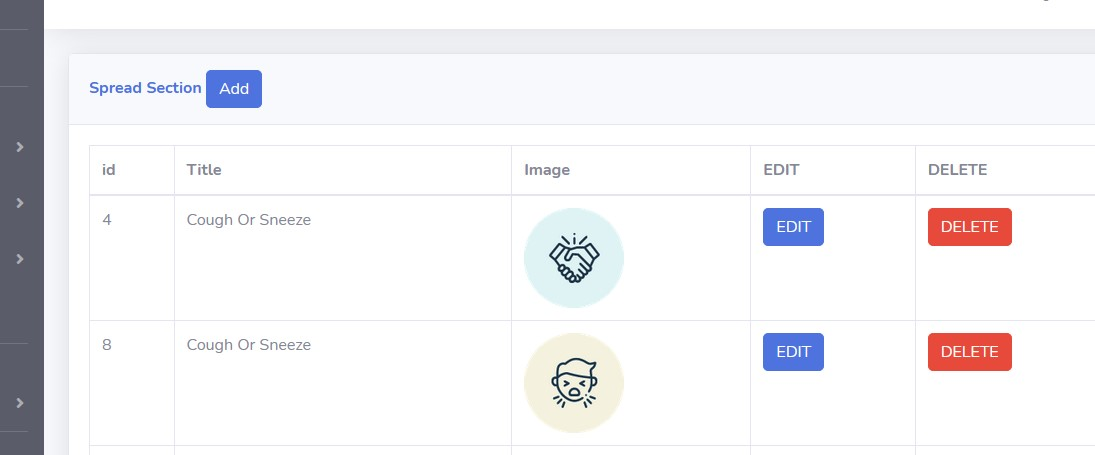 Spread Section Add
id Title Image EDIT DELETE
4 Cough Or Sneeze EDIT DELETE
8 Cough Or Sneeze EDIT DELETE